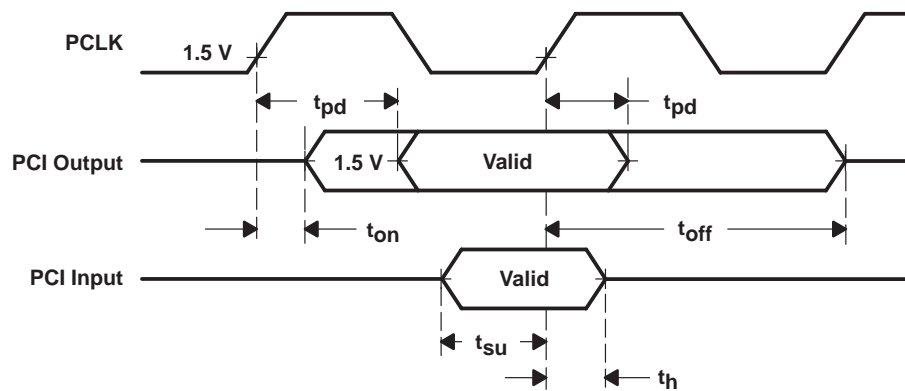 PCLK
1.5 V
tpd
tpd
PCI Output
1.5 V
Valid
ton
toff
PCI Input
Valid
tsu
th